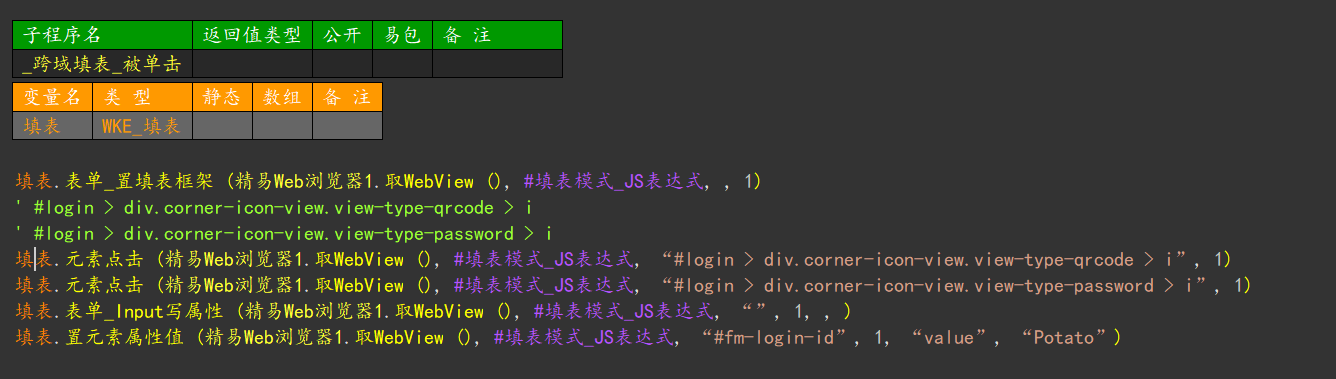 子程序名 返回值类型 公开 易包 备 注
_跨域填表_被单击
变量名 类 型 静态 数组 备 注
填表 WKE_填表
填表.表单_置填表框架 (精易Web浏览器1.取WebView (), #填表模式_JS表达式, , 1)
' #login > div.corner-icon-view.view-type-qrcode > i
' #login > div.corner-icon-view.view-type-password > i
填表.元素点击 (精易Web浏览器1.取WebView (), #填表模式_JS表达式, “#login > div.corner-icon-view.view-type-qrcode > i”, 1)
填表.元素点击 (精易Web浏览器1.取WebView (), #填表模式_JS表达式, “#login > div.corner-icon-view.view-type-password > i”, 1)
填表.表单_Input写属性 (精易Web浏览器1.取WebView (), #填表模式_JS表达式, “”, 1, , )
填表.置元素属性值 (精易Web浏览器1.取WebView (), #填表模式_JS表达式, “#fm-login-id”, 1, “value”, “Potato”)